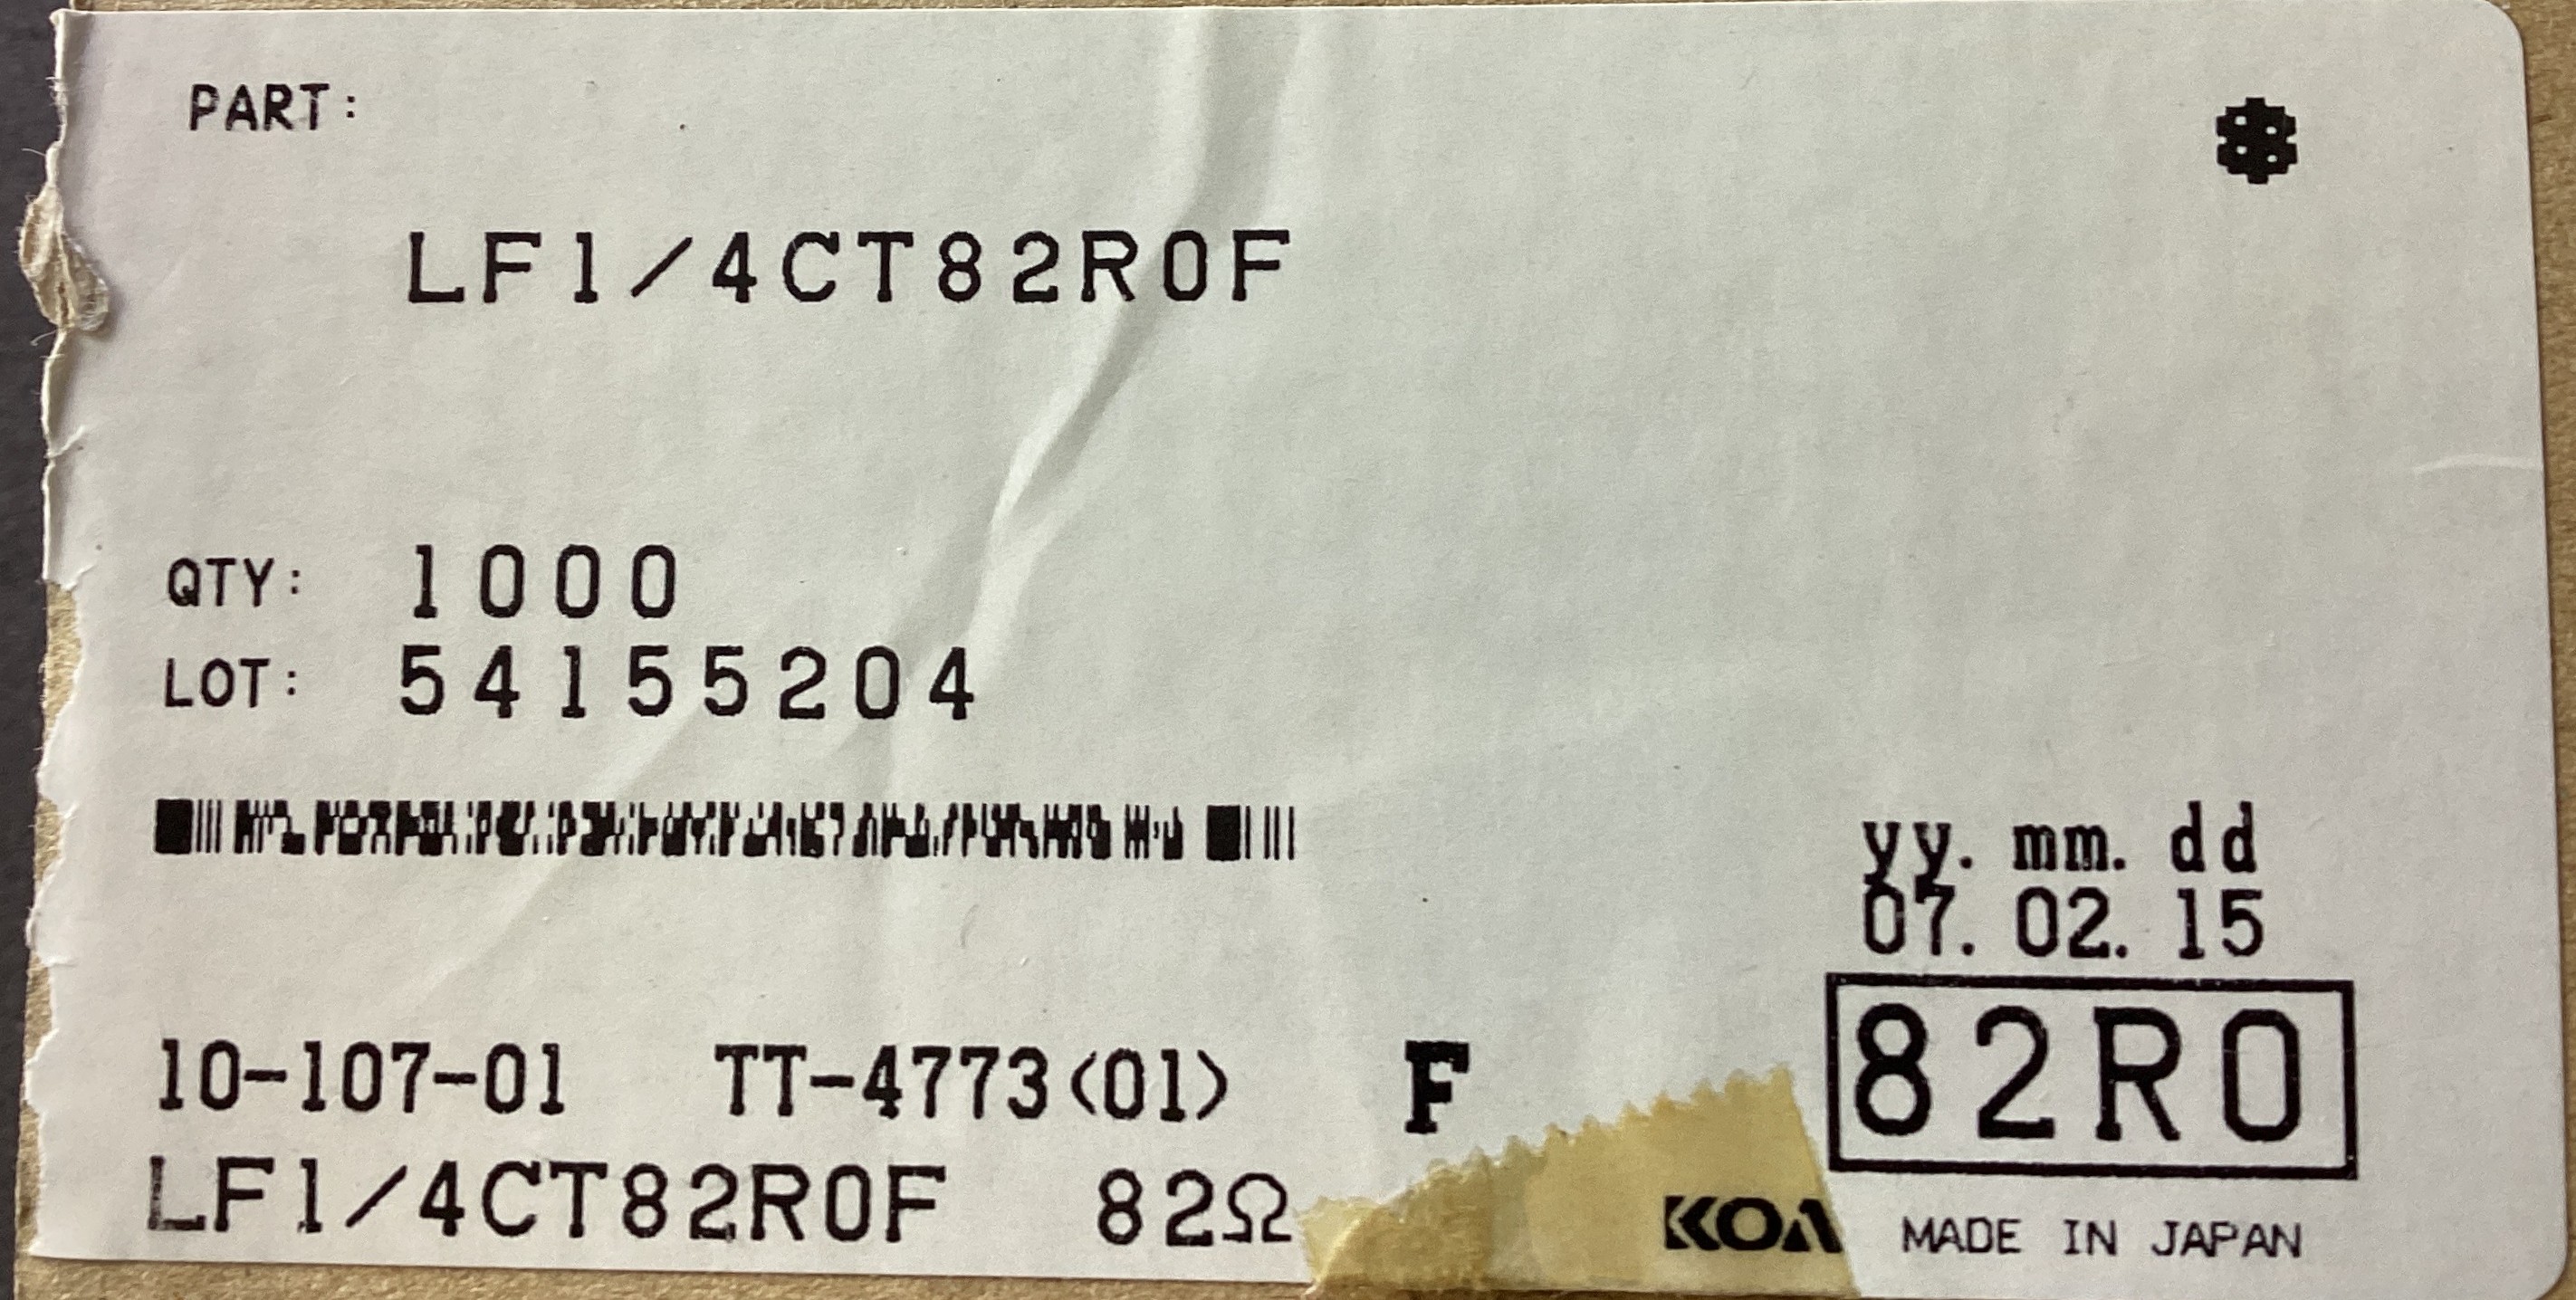 PART:
LF1/4CT82R0F
QTY: 1000
LOT: 54155204
yy. mm. dd
07. 02. 15
82R0
10-107-01 TT-4773<01> F
LF1/4CT82R0F 82Ω
KOA MADE IN JAPAN